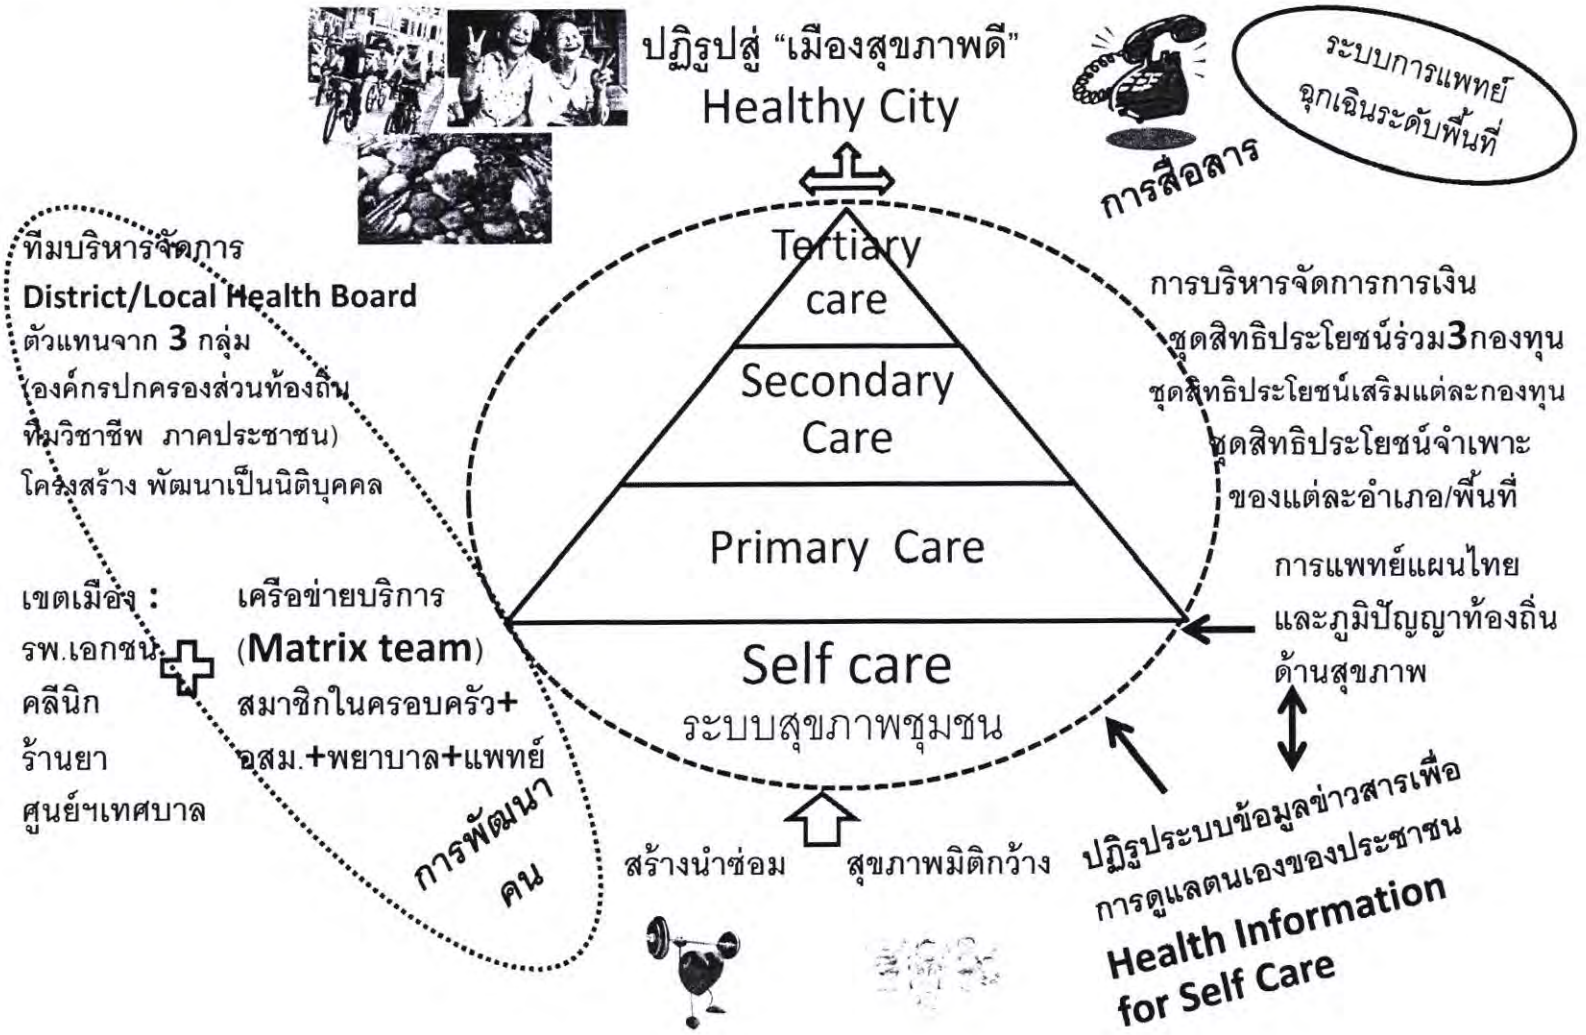 ปฏิรูปสู่ “เมืองสุขภาพดี”
Healthy City
การสื่อสาร
ระบบการแพทย์
ฉุกเฉินระดับพื้นที่
ทีมบริหารจัดการ
District/Local Health Board
ตัวแทนจาก 3 กลุ่ม
(องค์กรปกครองส่วนท้องถิ่น
ทีมวิชาชีพ ภาคประชาชน)
โครงสร้าง พัฒนาเป็นนิติบุคคล
เขตเมือง :
รพ.เอกชน
คลีนิก
ร้านยา
ศูนย์ฯเทศบาล
เครือข่ายบริการ
(Matrix team)
สมาชิกในครอบครัว+
อสม.+พยาบาล+แพทย์
การพัฒนา
คน
Tertiary
care
Secondary
Care
Primary Care
Self care
ระบบสุขภาพชุมชน
สร้างนำซ่อม
สุขภาพมิติกว้าง
การบริหารจัดการการเงิน
ชุดสิทธิประโยชน์ร่วม3กองทุน
ชุดสิทธิประโยชน์เสริมแต่ละกองทุน
ชุดสิทธิประโยชน์จำเพาะ
ของแต่ละอำเภอ/พื้นที่
การแพทย์แผนไทย
และภูมิปัญญาท้องถิ่น
ด้านสุขภาพ
ปฏิรูประบบข้อมูลข่าวสารเพื่อ
การดูแลตนเองของประชาชน
Health Information
for Self Care